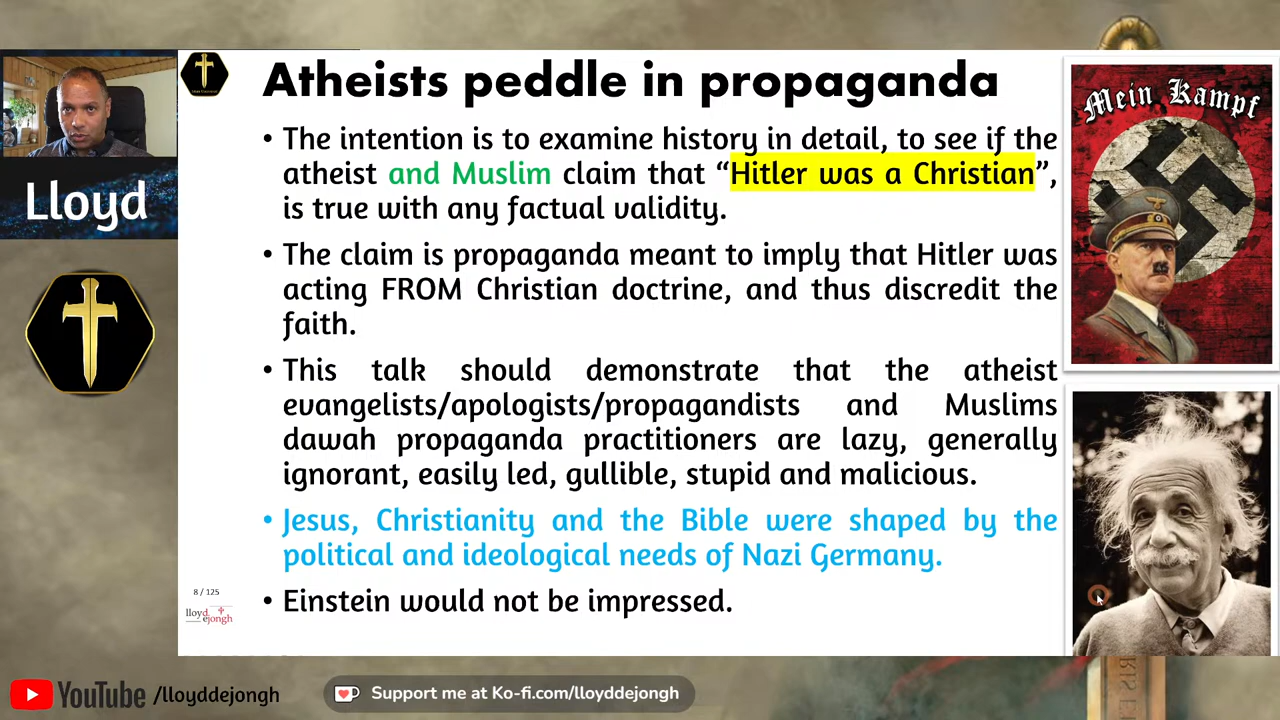 Atheists peddle in propaganda
• The intention is to examine history in detail, to see if the
atheist and Muslim claim that “Hitler was a Christian”,
is true with any factual validity.
• The claim is propaganda meant to imply that Hitler was
acting FROM Christian doctrine, and thus discredit the
faith.
• This talk should demonstrate that the atheist
evangelists/apologists/propagandists and Muslims
dawah propaganda practitioners are lazy, generally
ignorant, easily led, gullible, stupid and malicious.
• Jesus, Christianity and the Bible were shaped by the
political and ideological needs of Nazi Germany.
• Einstein would not be impressed.
Mein Kampf
Lloyd
8 / 125
lloyd
dejongh
YouTube /lloyddejongh
Support me at Ko-fi.com/lloyddejongh